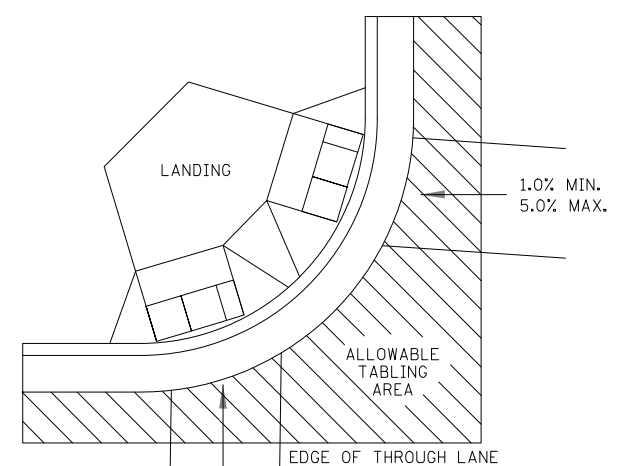 LANDING
1.0% MIN.
5.0% MAX.
ALLOWABLE
TABLING
AREA
EDGE OF THROUGH LANE